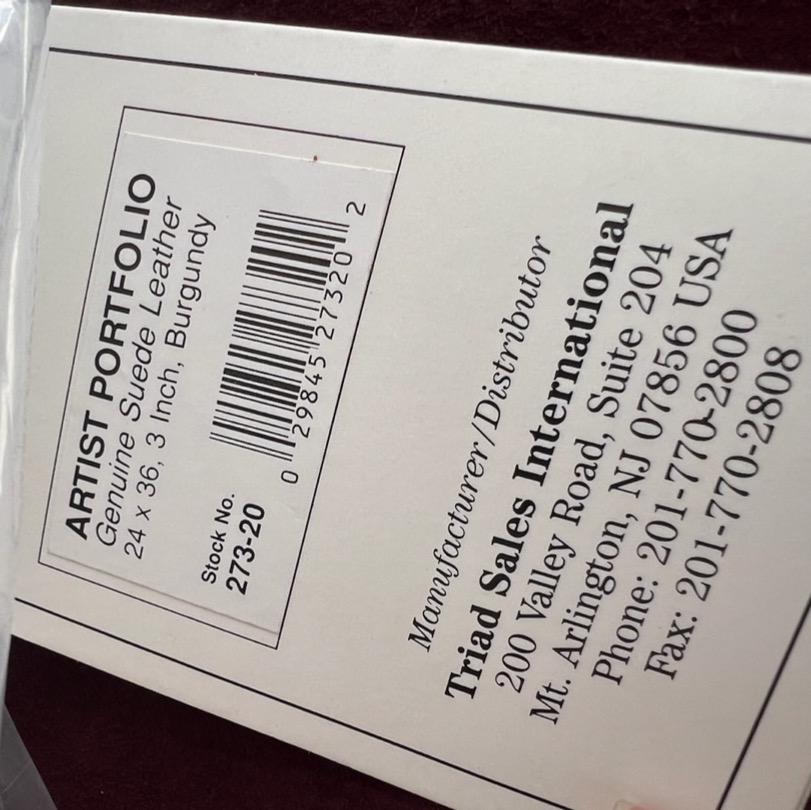 ARTIST PORTFOLIO
Genuine Suede Leather
24 x 36, 3 Inch, Burgundy
Stock No.
273-20
0 29845 27320 2
Manufacturer/Distributor
Triad Sales International
200 Valley Road, Suite 204
Mt. Arlington, NJ 07856 USA
Phone: 201-770-2800
Fax: 201-770-2808